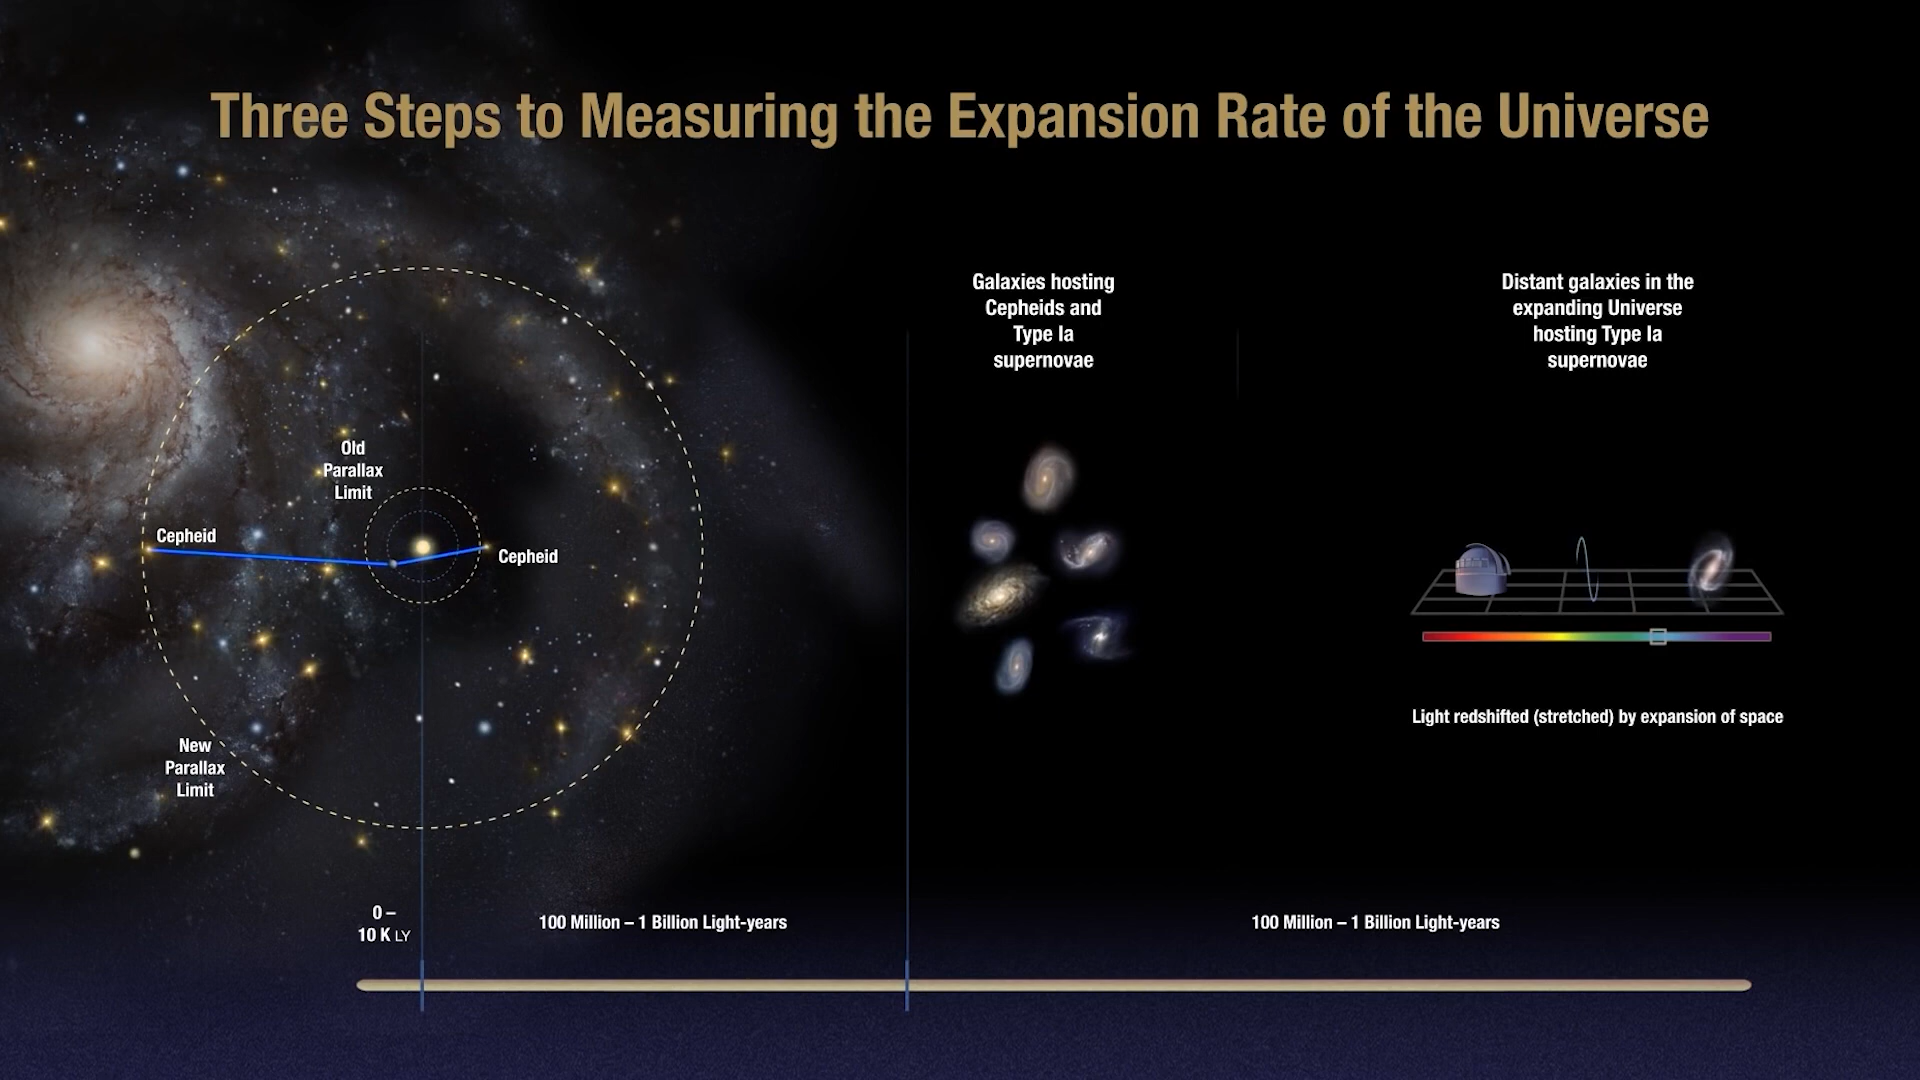 Three Steps to Measuring the Expansion Rate of the Universe
Galaxies hosting
Cepheids and
Type Ia
supernovae
Distant galaxies in the
expanding Universe
hosting Type Ia
supernovae
Old
Parallax
Limit
Cepheid
Cepheid
New
Parallax
Limit
Light redshifted (stretched) by expansion of space
0 –
10 K LY
100 Million – 1 Billion Light-years
100 Million – 1 Billion Light-years